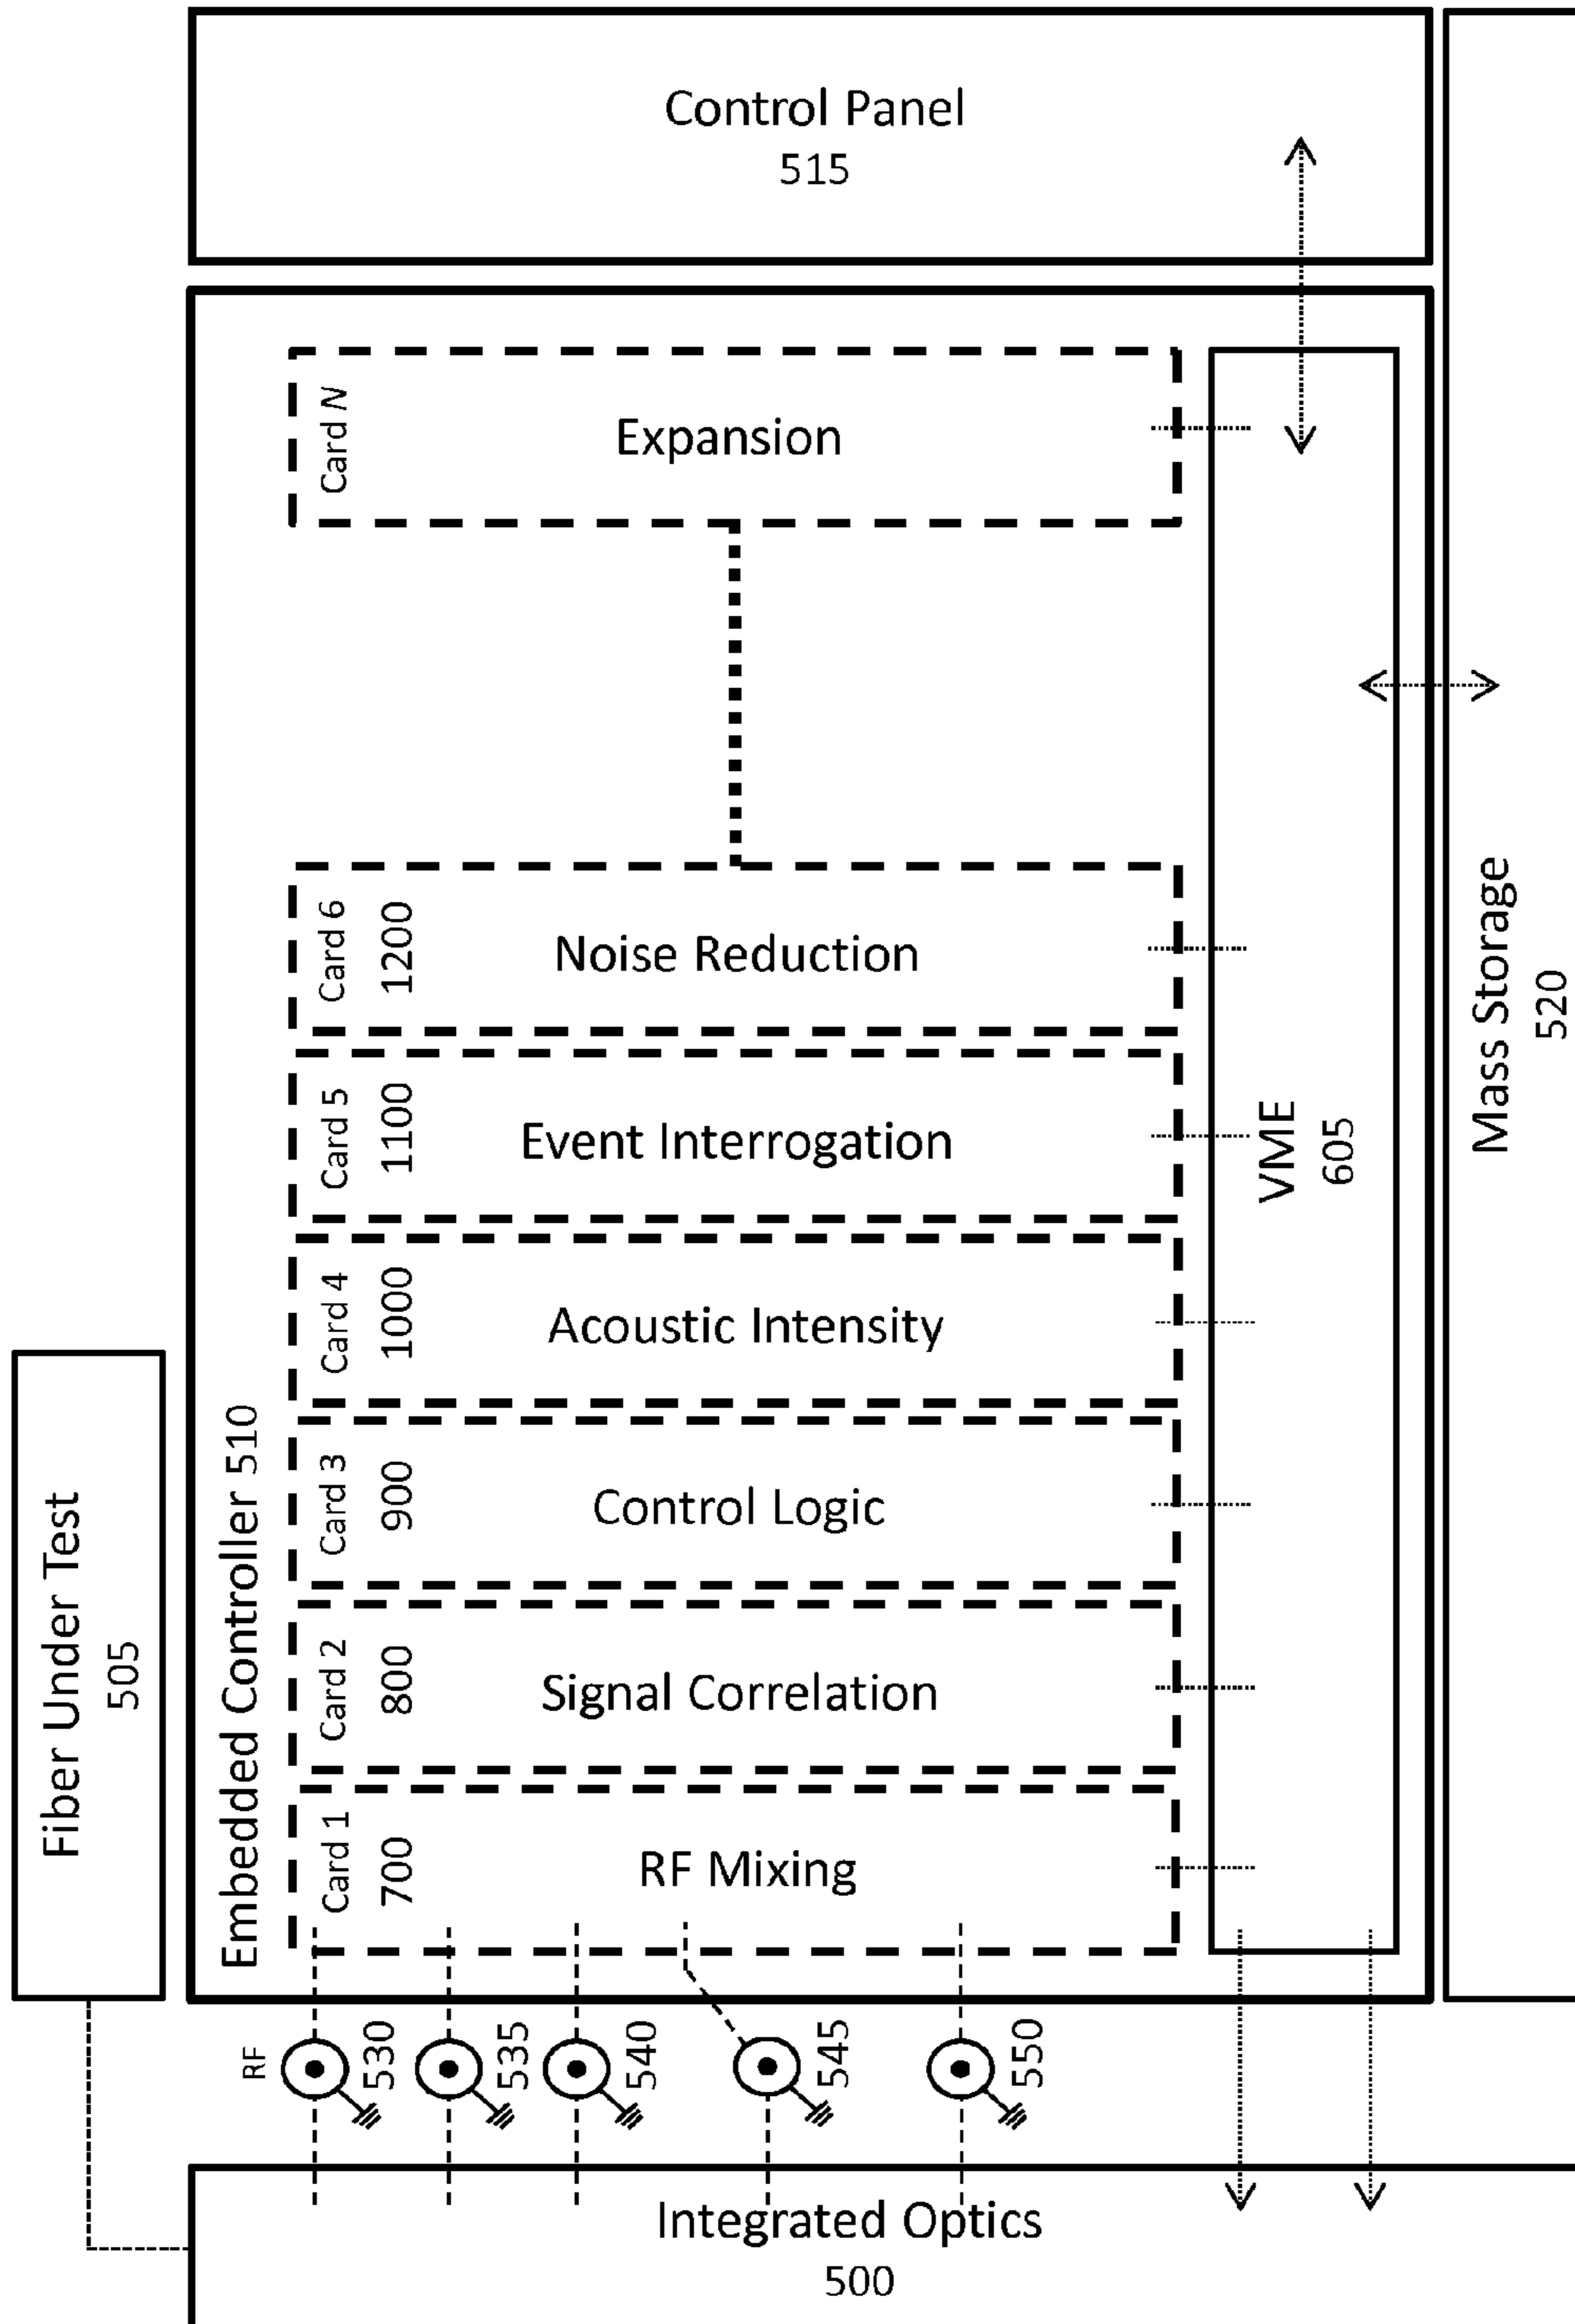 Control Panel
515
Card N
Expansion
Card 6
1200
Noise Reduction
Card 5
1100
Event Interrogation
Card 4
1000
Acoustic Intensity
Card 3
900
Control Logic
Card 2
800
Signal Correlation
Card 1
700
RF Mixing
Embedded Controller 510
VME
605
Mass Storage
520
Fiber Under Test
505
RF
530
535
540
545
550
Integrated Optics
500